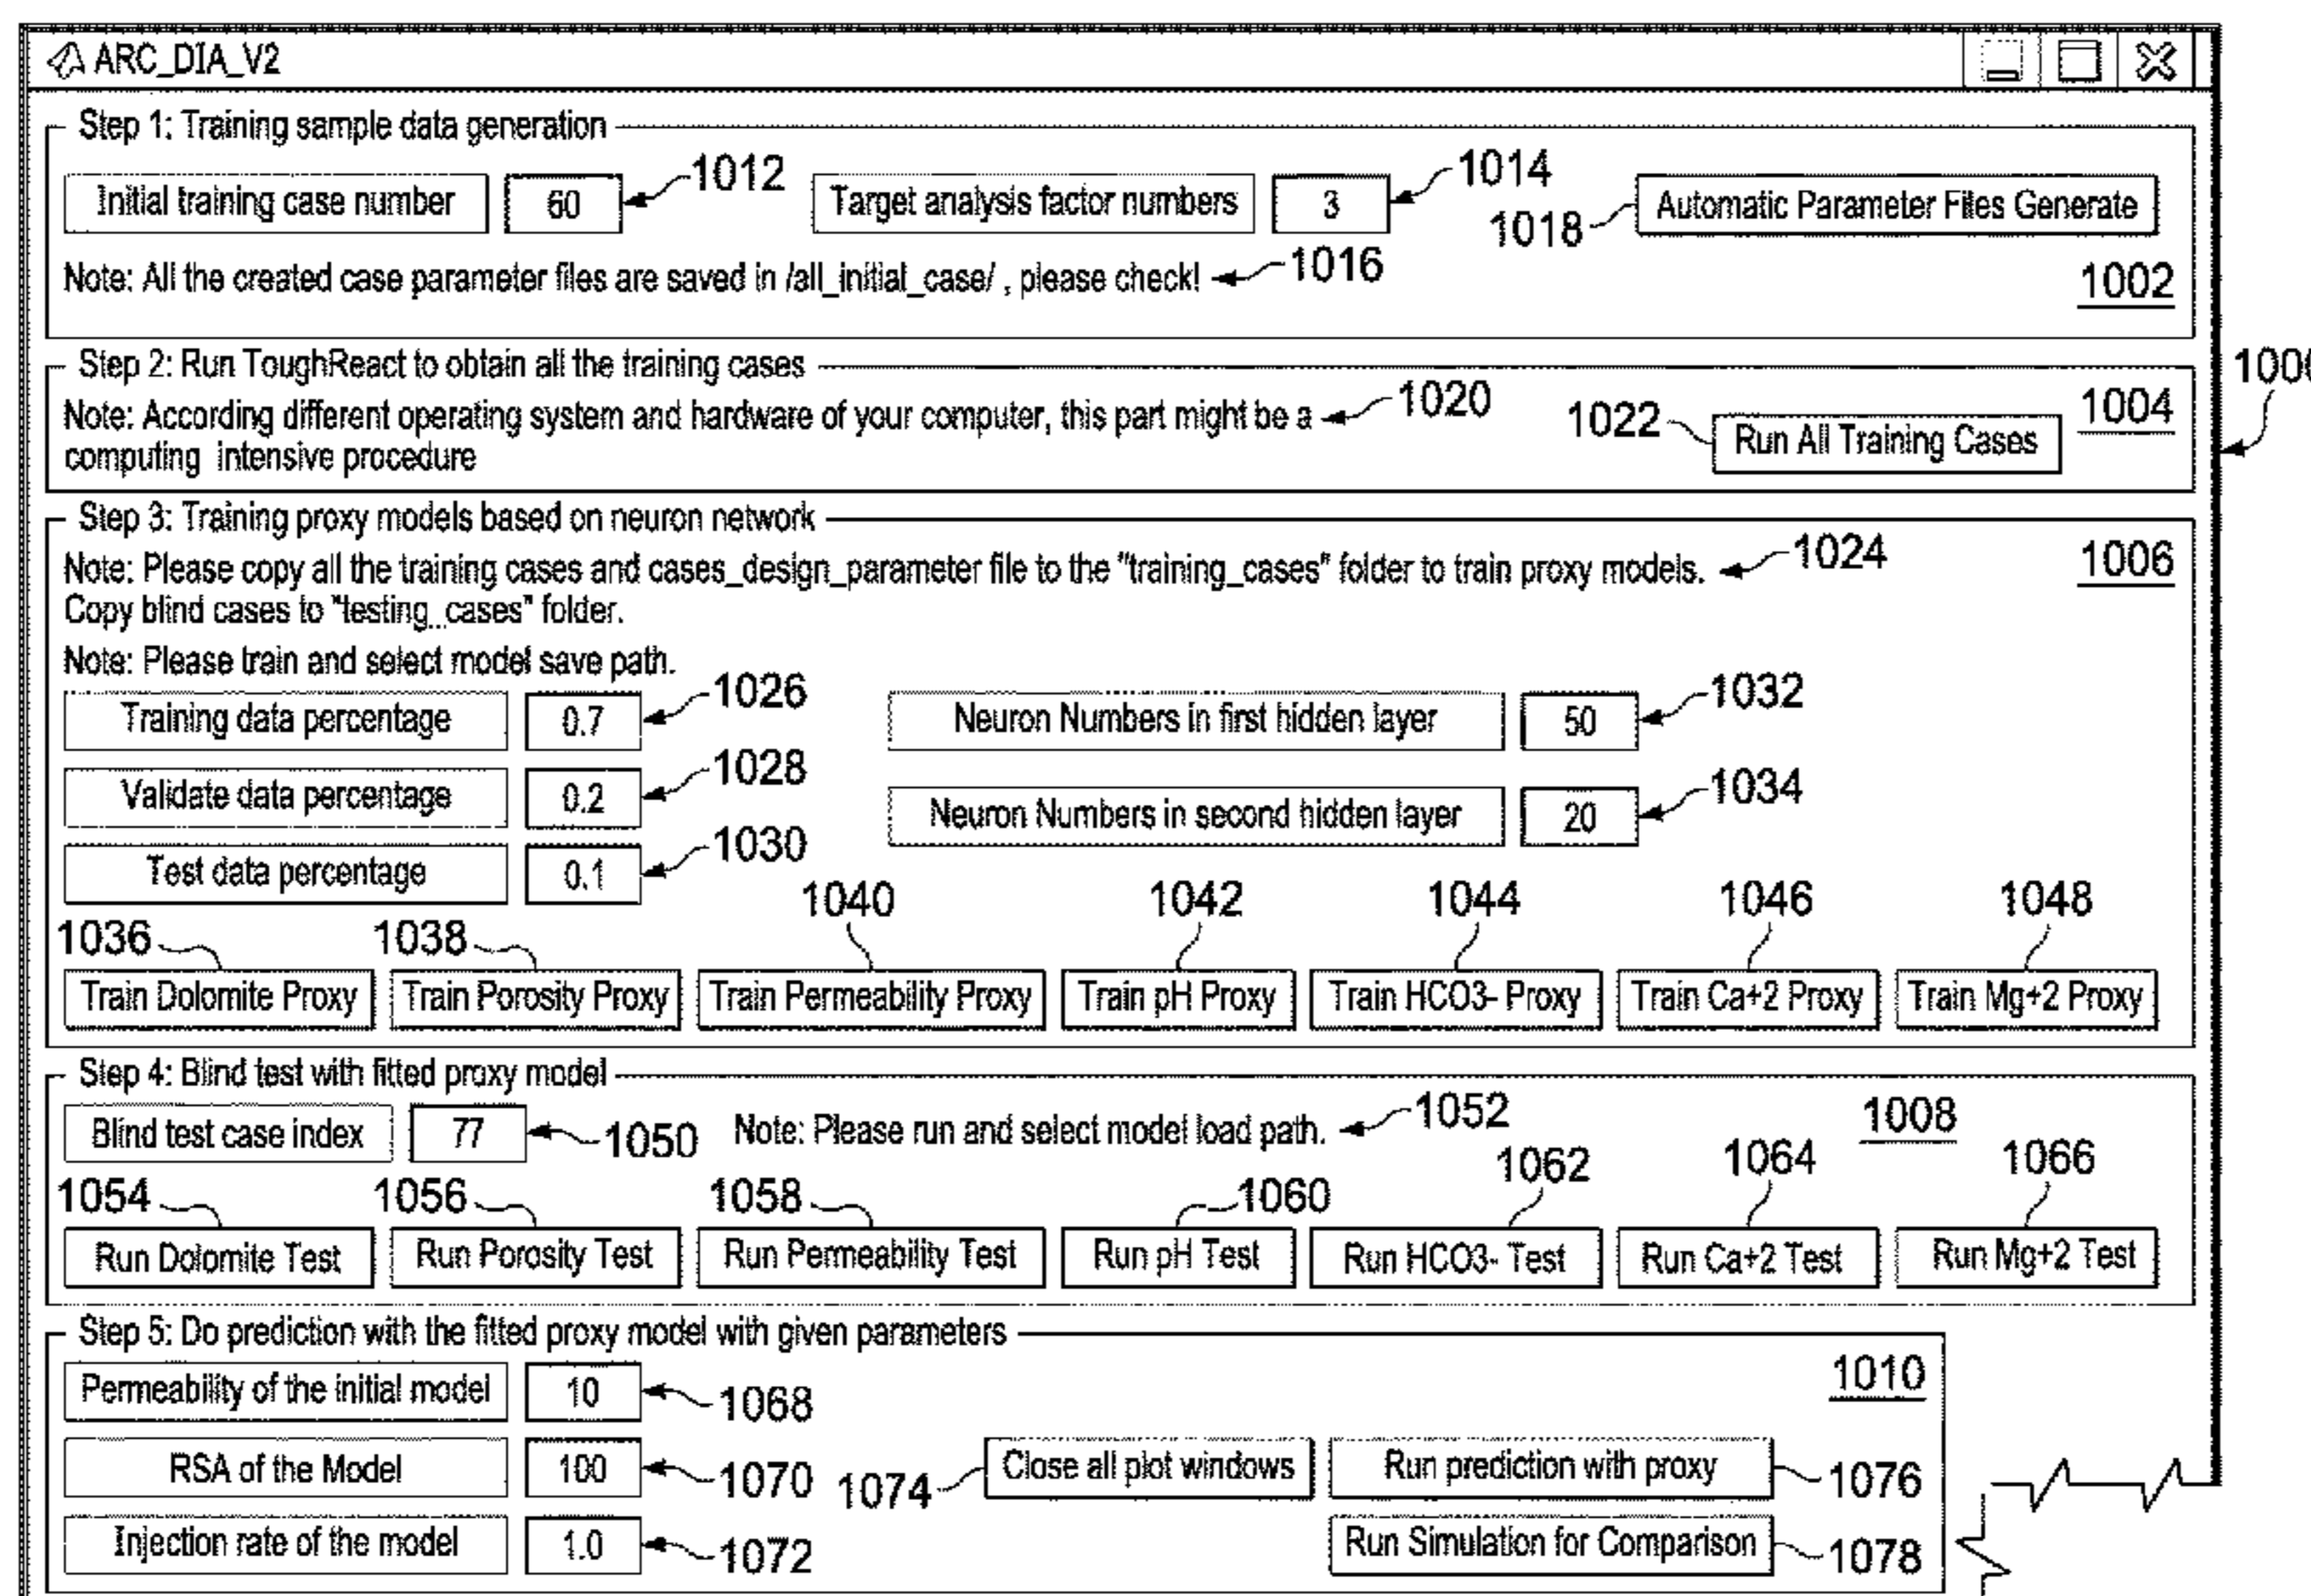 ARC_DIA_V2
Step 1: Training sample data generation
Initial training case number 60 1012 Target analysis factor numbers 3 1014 1018 Automatic Parameter Files Generate
Note: All the created case parameter files are saved in /all_initial_case/ , please check! 1016 1002
Step 2: Run ToughReact to obtain all the training cases
Note: According different operating system and hardware of your computer, this part might be a 1020 1022 Run All Training Cases 1004
computing intensive procedure
Step 3: Training proxy models based on neuron network
Note: Please copy all the training cases and cases_design_parameter file to the "training_cases" folder to train proxy models. 1024 1006
Copy blind cases to "testing_cases" folder.
Note: Please train and select model save path.
Training data percentage 0.7 1026 Neuron Numbers in first hidden layer 50 1032
Validate data percentage 0.2 1028 Neuron Numbers in second hidden layer 20 1034
Test data percentage 0.1 1030
1036 1038 1040 1042 1044 1046 1048
Train Dolomite Proxy Train Porosity Proxy Train Permeability Proxy Train pH Proxy Train HCO3- Proxy Train Ca+2 Proxy Train Mg+2 Proxy
Step 4: Blind test with fitted proxy model
Blind test case index 77 1050 Note: Please run and select model load path. 1052 1008
1054 1056 1058 1060 1062 1064 1066
Run Dolomite Test Run Porosity Test Run Permeability Test Run pH Test Run HCO3- Test Run Ca+2 Test Run Mg+2 Test
Step 5: Do prediction with the fitted proxy model with given parameters
Permeability of the initial model 10 1068 1010
RSA of the Model 100 1070 1074 Close all plot windows Run prediction with proxy 1076
Injection rate of the model 1.0 1072 Run Simulation for Comparison 1078